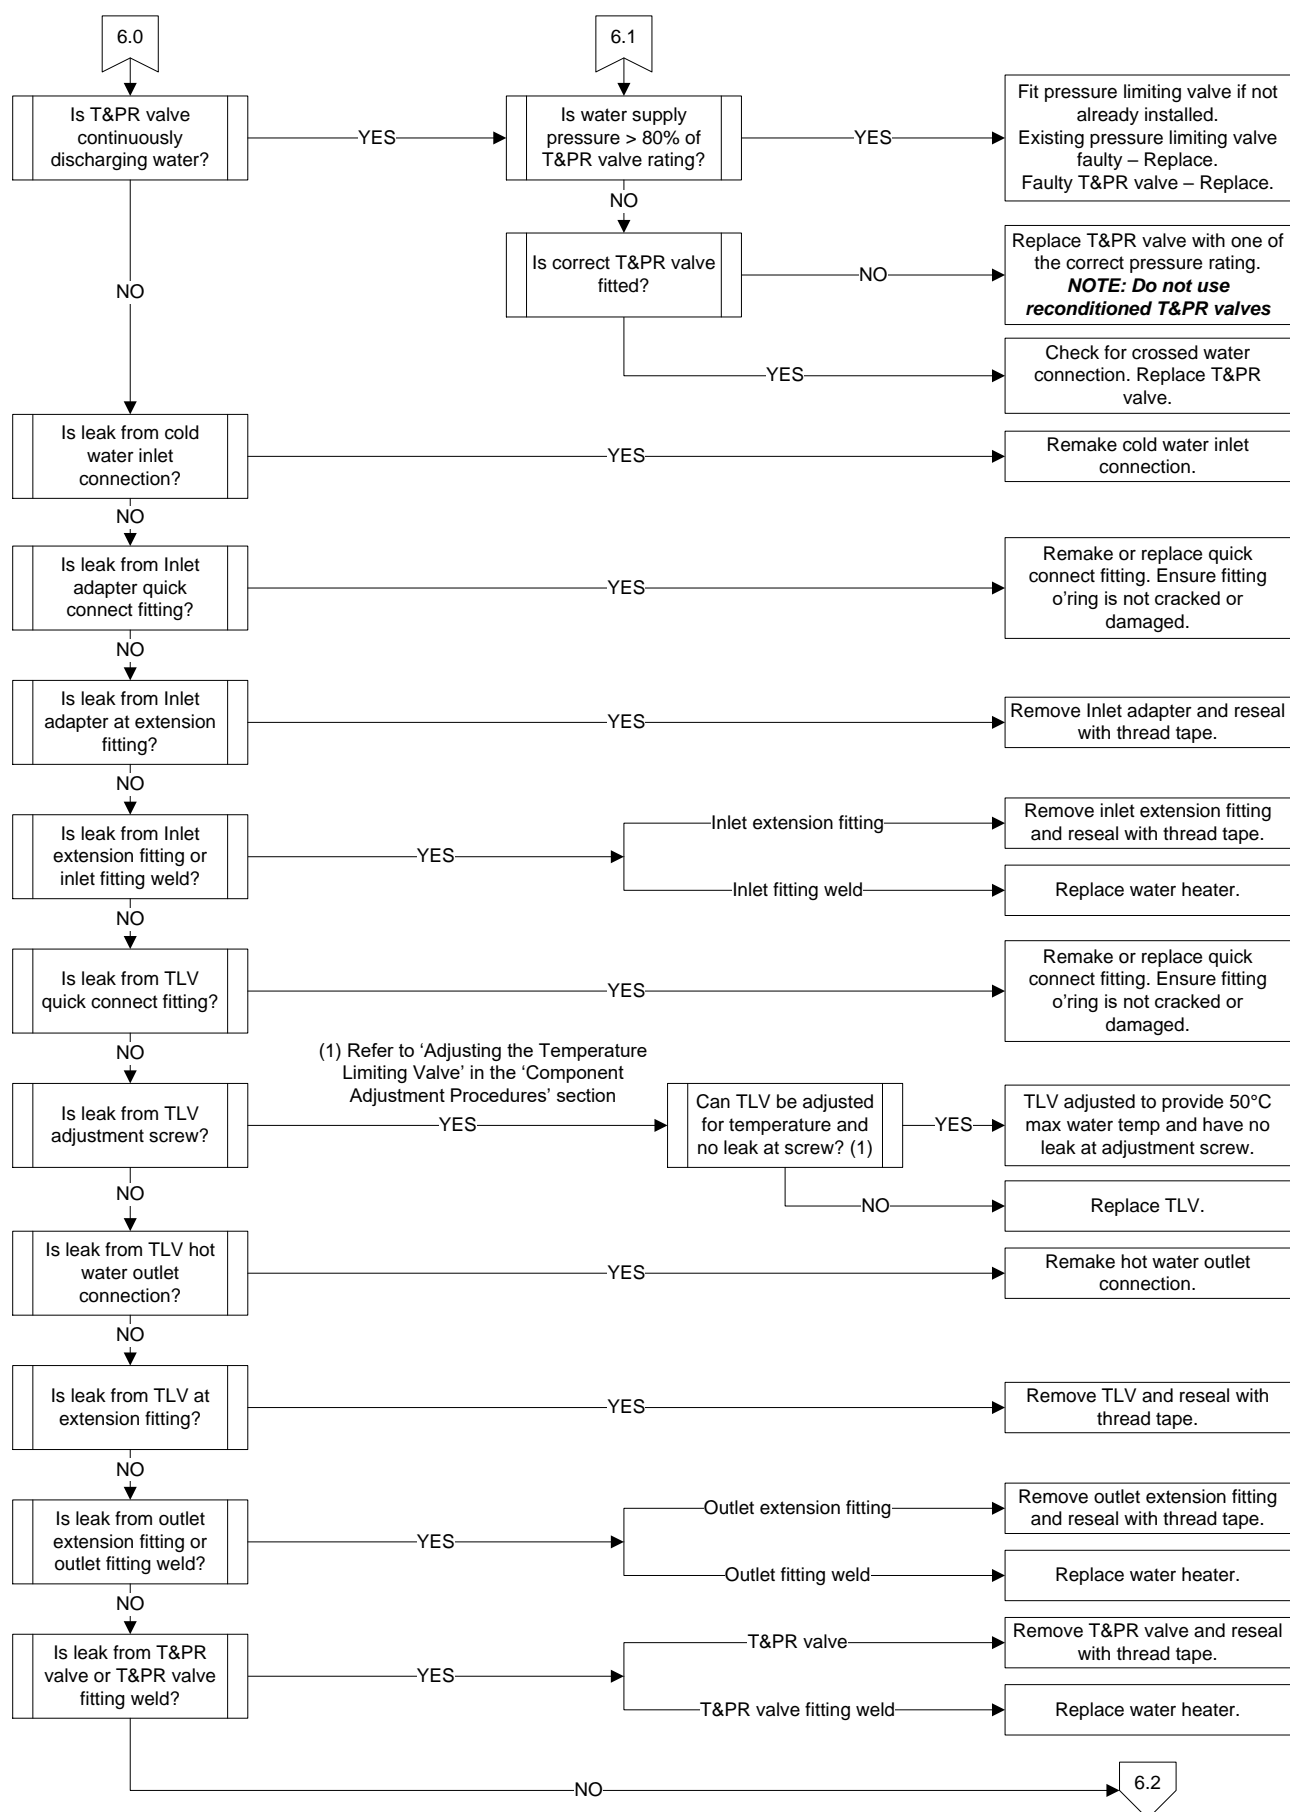 6.0
6.1
Is T&PR valve
continuously
discharging water?
YES
Is water supply
pressure > 80% of
T&PR valve rating?
YES
Fit pressure limiting valve if not
already installed.
Existing pressure limiting valve
faulty – Replace.
Faulty T&PR valve – Replace.
NO
NO
Is correct T&PR valve
fitted?
NO
Replace T&PR valve with one of
the correct pressure rating.
NOTE: Do not use
reconditioned T&PR valves
YES
Check for crossed water
connection. Replace T&PR
valve.
Is leak from cold
water inlet
connection?
YES
Remake cold water inlet
connection.
NO
Is leak from Inlet
adapter quick
connect fitting?
YES
Remake or replace quick
connect fitting. Ensure fitting
o’ring is not cracked or
damaged.
NO
Is leak from Inlet
adapter at extension
fitting?
YES
Remove Inlet adapter and reseal
with thread tape.
NO
Is leak from Inlet
extension fitting or
inlet fitting weld?
YES
Inlet extension fitting
Remove inlet extension fitting
and reseal with thread tape.
Inlet fitting weld
Replace water heater.
NO
Is leak from TLV
quick connect fitting?
YES
Remake or replace quick
connect fitting. Ensure fitting
o’ring is not cracked or
damaged.
NO
(1) Refer to ‘Adjusting the Temperature
Limiting Valve’ in the ‘Component
Adjustment Procedures’ section
Is leak from TLV
adjustment screw?
YES
Can TLV be adjusted
for temperature and
no leak at screw? (1)
YES
TLV adjusted to provide 50°C
max water temp and have no
leak at adjustment screw.
NO
NO
Replace TLV.
Is leak from TLV hot
water outlet
connection?
YES
Remake hot water outlet
connection.
NO
Is leak from TLV at
extension fitting?
YES
Remove TLV and reseal with
thread tape.
NO
Is leak from outlet
extension fitting or
outlet fitting weld?
YES
Outlet extension fitting
Remove outlet extension fitting
and reseal with thread tape.
Outlet fitting weld
Replace water heater.
NO
Is leak from T&PR
valve or T&PR valve
fitting weld?
YES
T&PR valve
Remove T&PR valve and reseal
with thread tape.
T&PR valve fitting weld
Replace water heater.
NO
6.2